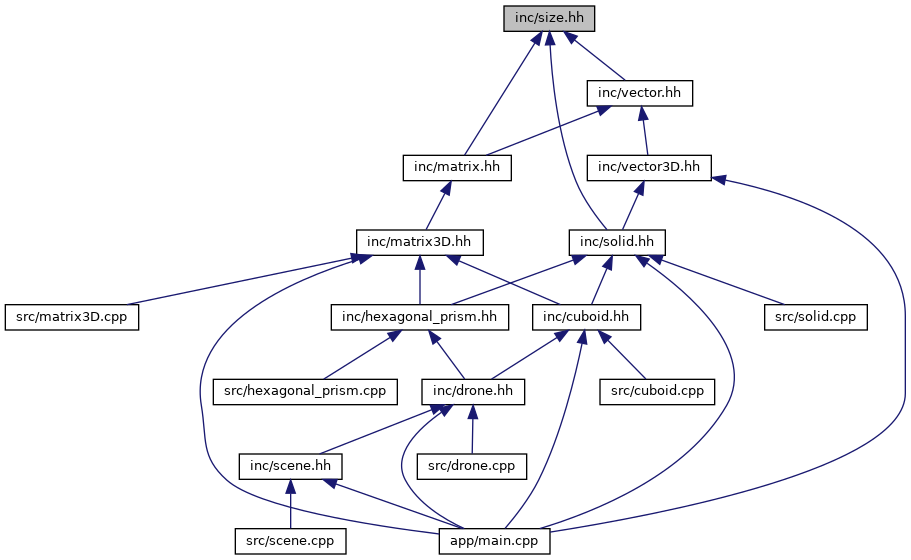 inc/size.hh
inc/vector.hh
inc/matrix.hh
inc/vector3D.hh
inc/matrix3D.hh
inc/solid.hh
src/matrix3D.cpp
inc/hexagonal_prism.hh
inc/cuboid.hh
src/solid.cpp
src/hexagonal_prism.cpp
inc/drone.hh
src/cuboid.cpp
inc/scene.hh
src/drone.cpp
src/scene.cpp
app/main.cpp